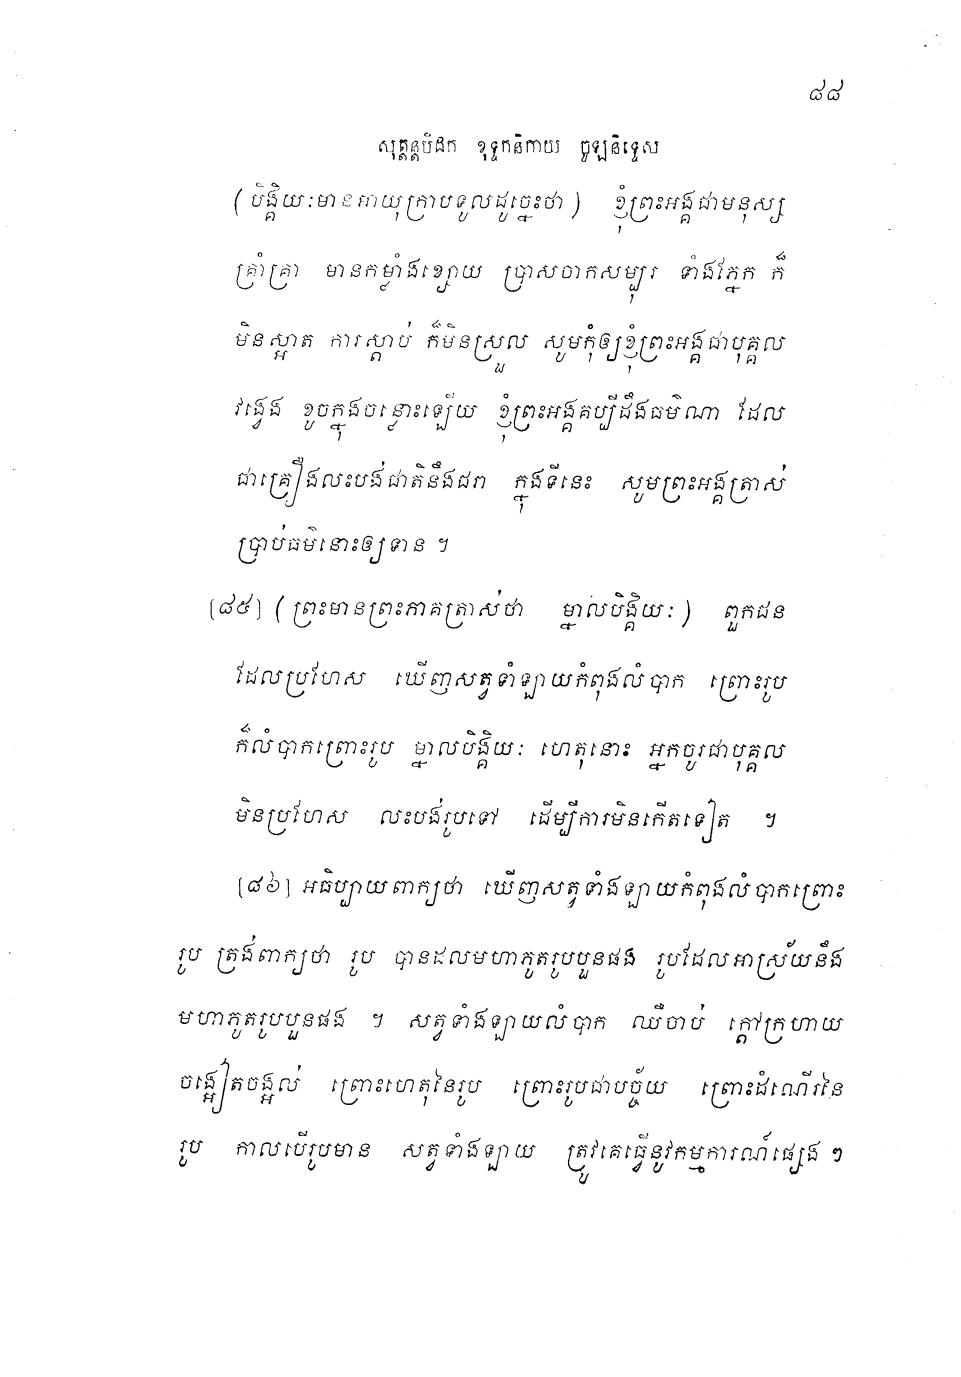 ៨៨
សុត្តន្តបិដក ខុទ្ទកនិកាយ ចូឡនិទ្ទេស
(បិង្គិយៈមានអាយុក្រាបទូលដូច្នេះថា) ខ្ញុំព្រះអង្គជាមនុស្ស
គ្រាំគ្រា មានកម្លាំងខ្សោយ ប្រាសចាកសម្បុរ ទាំងភ្នែក ក៏
មិនស្អាត ការស្តាប់ ក៏មិនស្រួល សូមកុំឲ្យខ្ញុំព្រះអង្គជាបុគ្គល
វង្វេង ខូចក្នុងចន្លោះឡើយ ខ្ញុំព្រះអង្គគប្បីដឹងធម៌ណា ដែល
ជាគ្រឿងលះបង់ជាតិនឹងជរា ក្នុងទីនេះ សូមព្រះអង្គត្រាស់
ប្រាប់ធម៌នោះឲ្យទាន ។
[៨៥] (ព្រះមានព្រះភាគត្រាស់ថា ម្នាលបិង្គិយៈ) ពួកជន
ដែលប្រហែស ឃើញសត្វទាំឡាយកំពុងលំបាក ព្រោះរូប
ក៏លំបាកព្រោះរូប ម្នាលបិង្គិយៈ ហេតុនោះ អ្នកចូរជាបុគ្គល
មិនប្រហែស លះបង់រូបទៅ ដើម្បីការមិនកើតទៀត ។
[៨៦] អធិប្បាយពាក្យថា ឃើញសត្វទាំងឡាយកំពុងលំបាកព្រោះ
រូប ត្រង់ពាក្យថា រូប បានដល់មហាភូតរូបបួនផង រូបដែលអាស្រ័យនឹង
មហាភូតរូបបួនផង ។ សត្វទាំងឡាយលំបាក ឈឺចាប់ ក្តៅក្រហាយ
ចង្អៀតចង្អល់ ព្រោះហេតុនៃរូប ព្រោះរូបជាបច្ច័យ ព្រោះដំណើរនៃ
រូប កាលបើរូបមាន សត្វទាំងឡាយ ត្រូវគេធ្វើនូវកម្មការណ៍ផ្សេង ៗ